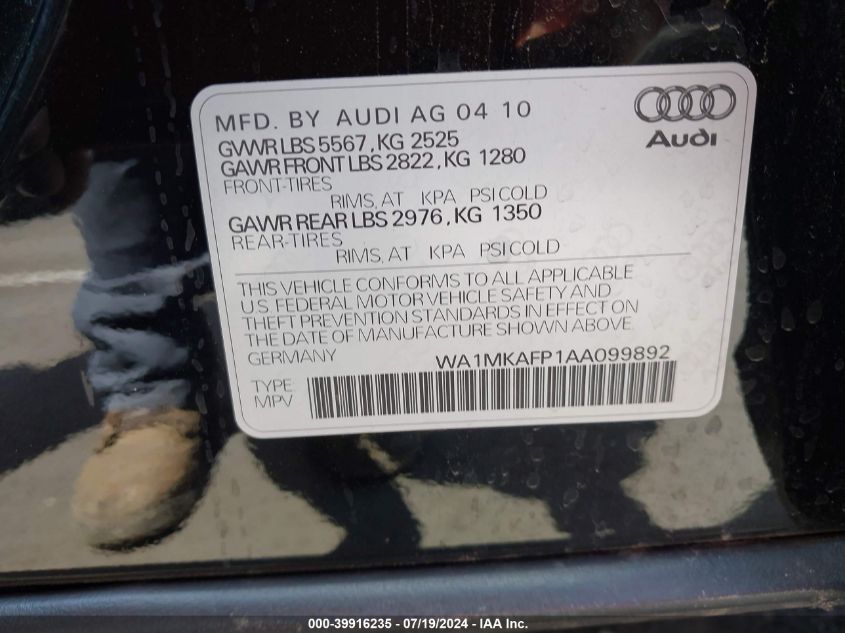 MFD. BY AUDI AG 04 10
GVWR LBS 5567, KG 2525
GAWR FRONT LBS 2822, KG 1280
FRONT-TIRES
RIMS, AT KPA PSI COLD
GAWR REAR LBS 2976, KG 1350
REAR-TIRES
RIMS, AT KPA PSI COLD
Audi
THIS VEHICLE CONFORMS TO ALL APPLICABLE
U.S. FEDERAL MOTOR VEHICLE SAFETY AND
THEFT PREVENTION STANDARDS IN EFFECT ON
THE DATE OF MANUFACTURE SHOWN ABOVE.
GERMANY
WA1MKAFP1AA099892
TYPE
MPV
000-39916235 - 07/19/2024 - IAA Inc.